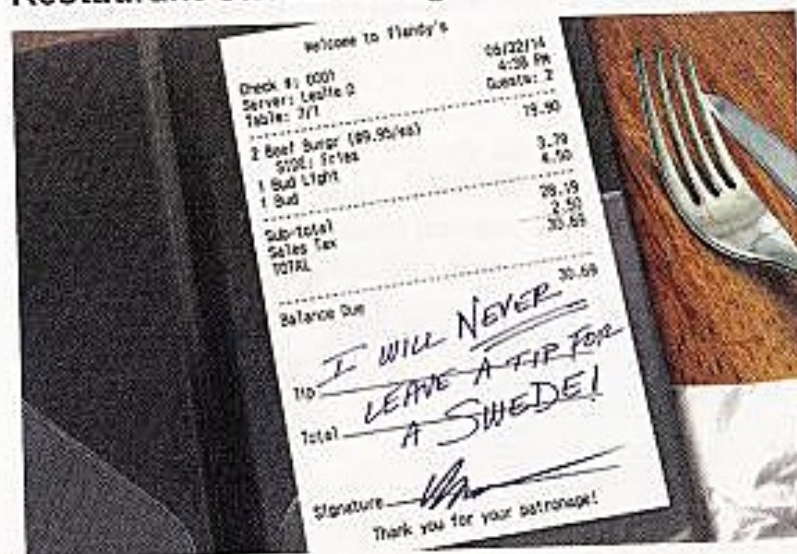 Welcome to Flandy's
Check #: 0001 06/22/14
Server: Leslie D 4:38 PM
Table: 7/1 Guests: 2
2 Beef Burgr (@9.95/ea) 19.90
SIDE: Fries
1 Bud Light 3.79
1 Bud 4.50
Sub-total 28.19
Sales Tax 2.50
TOTAL 30.69
Balance Due 30.69
I WILL NEVER
Tip LEAVE A TIP FOR
Total A SWEDE!
Signature
Thank you for your patronage!